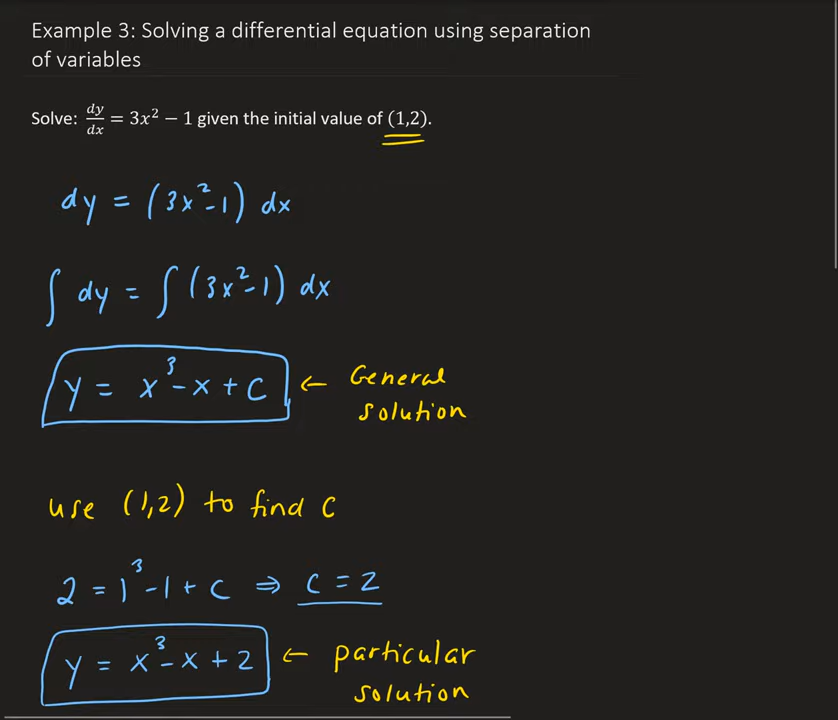 Example 3: Solving a differential equation using separation
of variables
Solve: dy/dx = 3x² − 1 given the initial value of (1,2).
dy = (3x²-1) dx
∫ dy = ∫ (3x²-1) dx
y = x³-x+C ← General
solution
use (1,2) to find C
2 = 1³-1+C ⇒ C = 2
y = x³-x+2 ← particular
solution